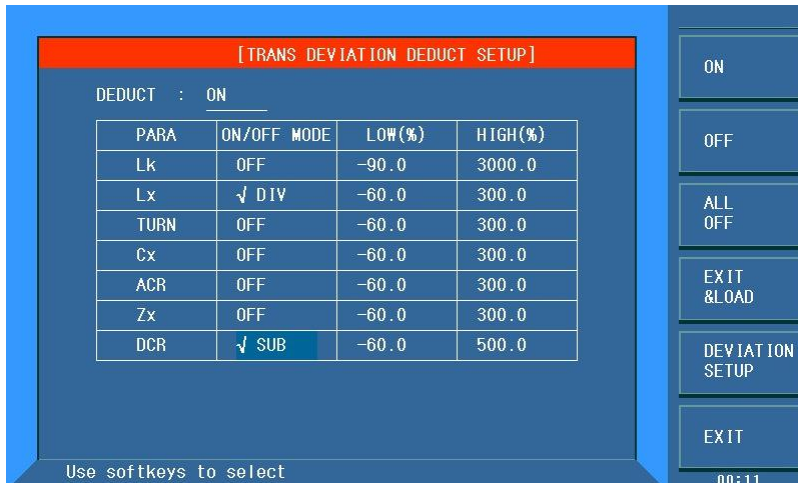 [TRANS DEVIATION DEDUCT SETUP]
DEDUCT : ON
PARA ON/OFF MODE LOW(%) HIGH(%)
Lk OFF -90.0 3000.0
Lx √ DIV -60.0 300.0
TURN OFF -60.0 300.0
Cx OFF -60.0 300.0
ACR OFF -60.0 300.0
Zx OFF -60.0 300.0
DCR √ SUB -60.0 500.0
Use softkeys to select
ON
OFF
ALL
OFF
EXIT
&LOAD
DEVIATION
SETUP
EXIT
00:11